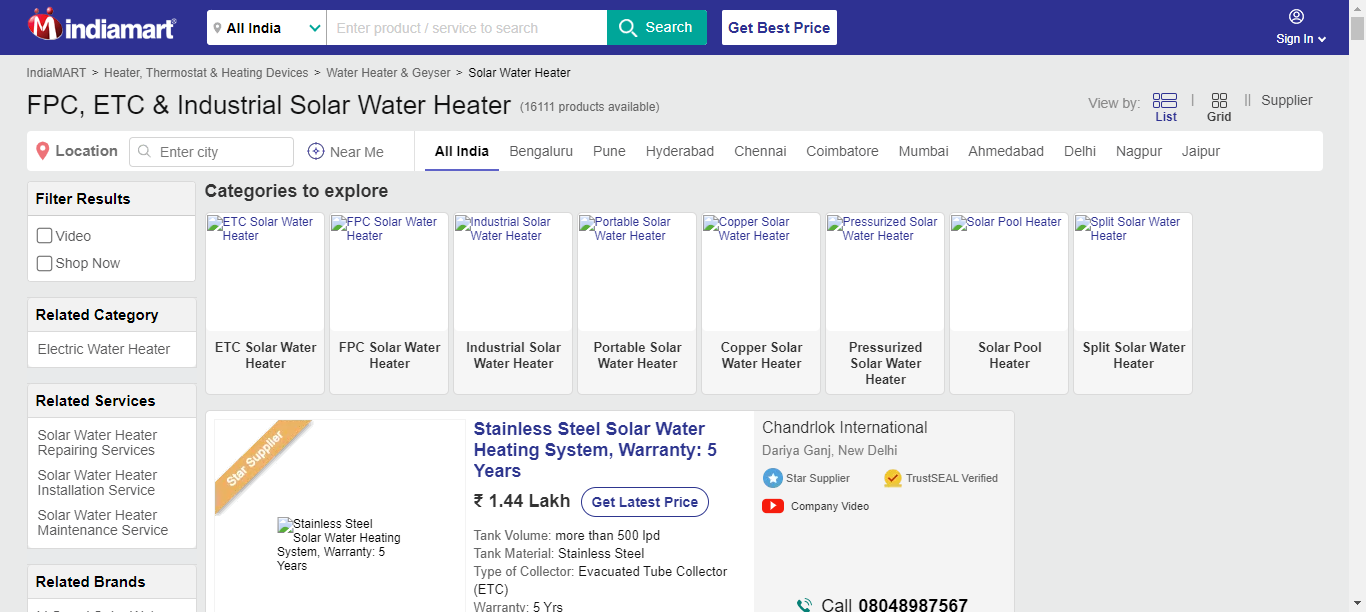 indiamart
All India
Enter product / service to search
Search
Get Best Price
Sign In
IndiaMART > Heater, Thermostat & Heating Devices > Water Heater & Geyser > Solar Water Heater
FPC, ETC & Industrial Solar Water Heater (16111 products available)
View by:
List
Grid
Supplier
Location
Enter city
Near Me
All India
Bengaluru
Pune
Hyderabad
Chennai
Coimbatore
Mumbai
Ahmedabad
Delhi
Nagpur
Jaipur
Filter Results
Video
Shop Now
Related Category
Electric Water Heater
Related Services
Solar Water Heater
Repairing Services
Solar Water Heater
Installation Service
Solar Water Heater
Maintenance Service
Related Brands
Categories to explore
ETC Solar Water
Heater
FPC Solar Water
Heater
Industrial Solar
Water Heater
Portable Solar
Water Heater
Copper Solar
Water Heater
Pressurized Solar
Water Heater
Solar Pool Heater
Split Solar Water
Heater
ETC Solar Water
Heater
FPC Solar Water
Heater
Industrial Solar
Water Heater
Portable Solar
Water Heater
Copper Solar
Water Heater
Pressurized
Solar Water
Heater
Solar Pool
Heater
Split Solar Water
Heater
Star Supplier
Stainless Steel
Solar Water Heating
System, Warranty: 5
Years
Stainless Steel Solar Water
Heating System, Warranty: 5
Years
₹ 1.44 Lakh
Get Latest Price
Tank Volume: more than 500 lpd
Tank Material: Stainless Steel
Type of Collector: Evacuated Tube Collector
(ETC)
Warranty: 5 Yrs
Chandrlok International
Dariya Ganj, New Delhi
Star Supplier
TrustSEAL Verified
Company Video
Call 08048987567